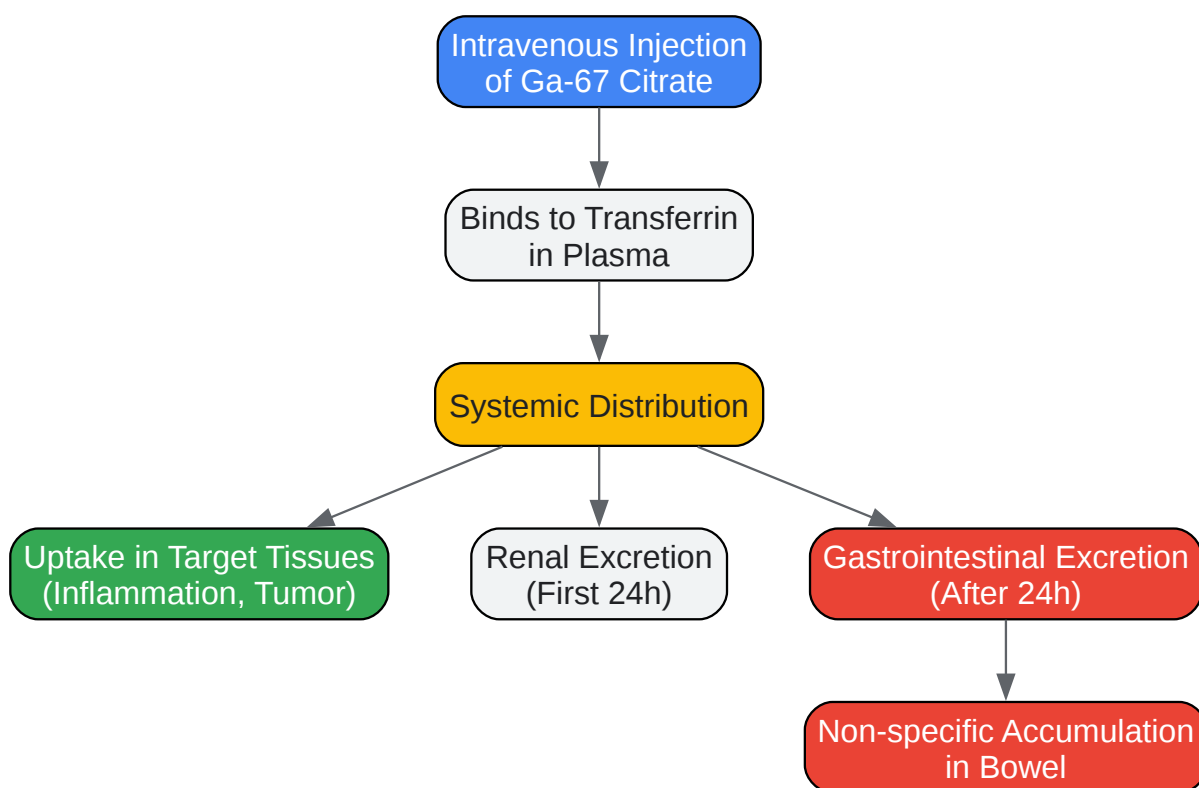 Intravenous Injection
of Ga-67 Citrate
Binds to Transferrin
in Plasma
Systemic Distribution
Uptake in Target Tissues
(Inflammation, Tumor)
Renal Excretion
(First 24h)
Gastrointestinal Excretion
(After 24h)
Non-specific Accumulation
in Bowel